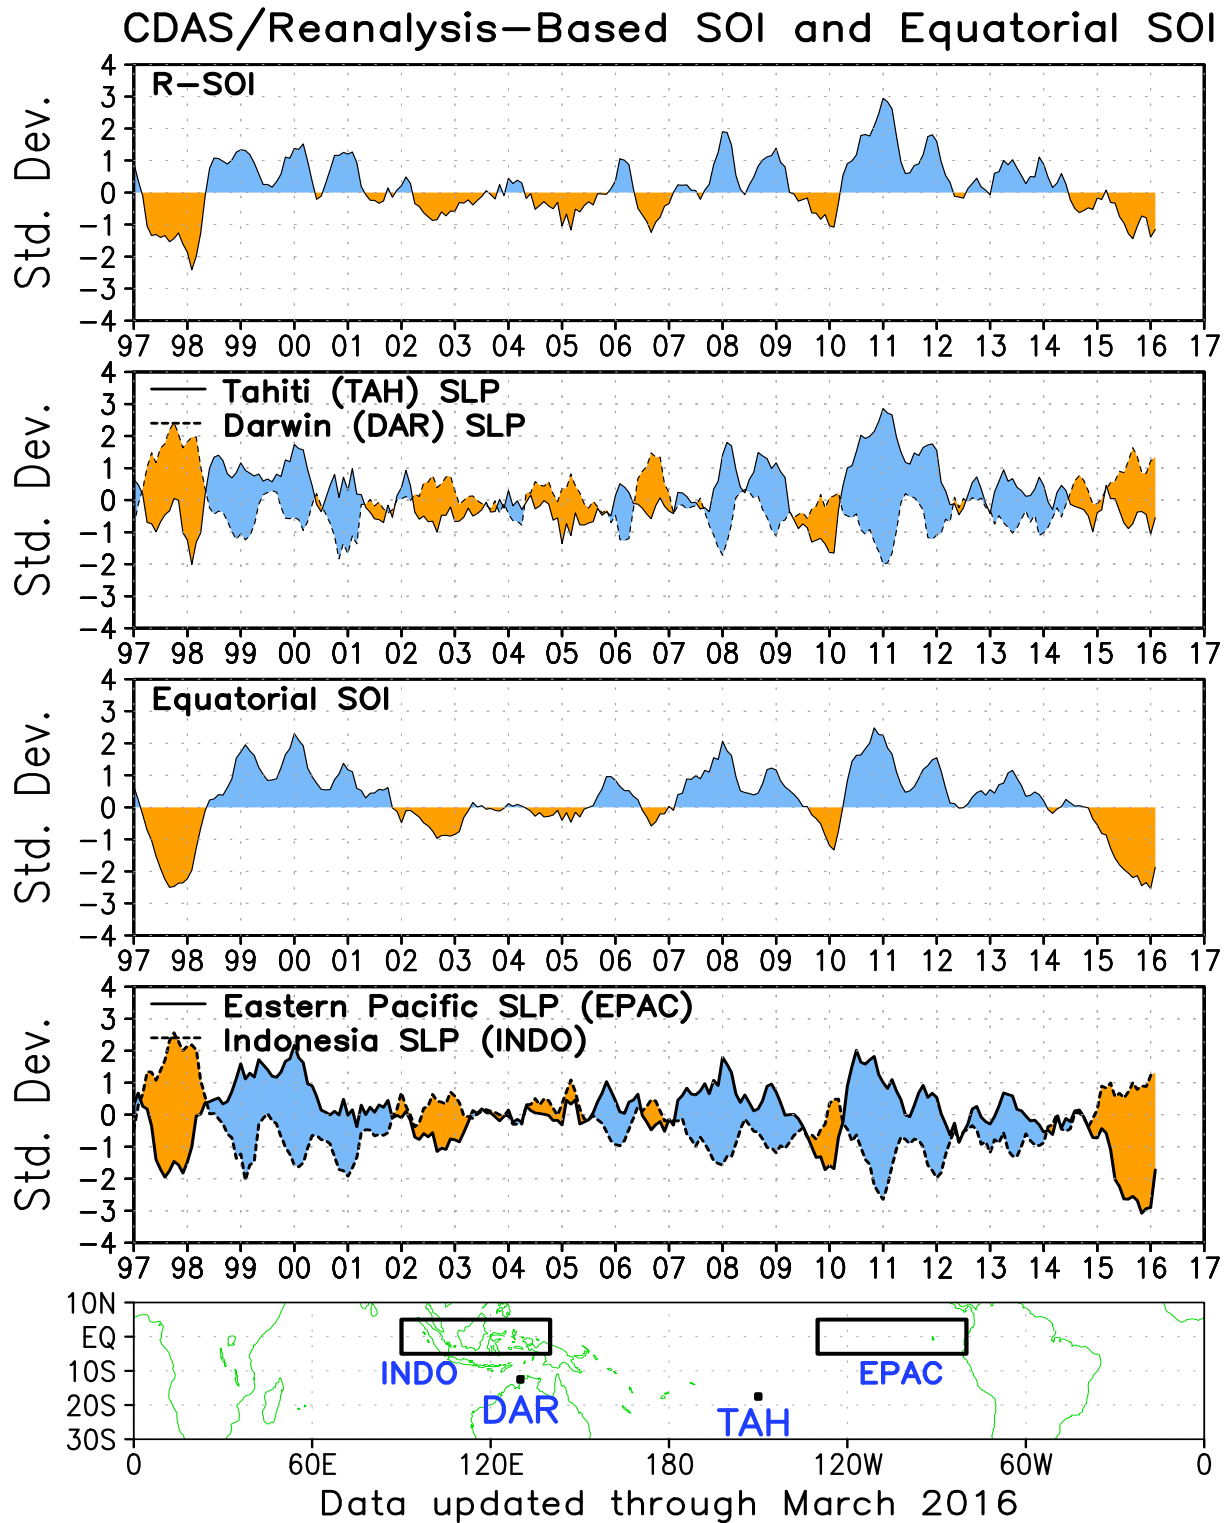 CDAS/Reanalysis-Based SOI and Equatorial SOI
R-SOI
Std. Dev.
4
3
2
1
0
-1
-2
-3
-4
97 98 99 00 01 02 03 04 05 06 07 08 09 10 11 12 13 14 15 16 17
Tahiti (TAH) SLP
Darwin (DAR) SLP
Std. Dev.
4
3
2
1
0
-1
-2
-3
-4
97 98 99 00 01 02 03 04 05 06 07 08 09 10 11 12 13 14 15 16 17
Equatorial SOI
Std. Dev.
4
3
2
1
0
-1
-2
-3
-4
97 98 99 00 01 02 03 04 05 06 07 08 09 10 11 12 13 14 15 16 17
Eastern Pacific SLP (EPAC)
Indonesia SLP (INDO)
Std. Dev.
4
3
2
1
0
-1
-2
-3
-4
97 98 99 00 01 02 03 04 05 06 07 08 09 10 11 12 13 14 15 16 17
10N
EQ
10S
20S
30S
INDO
EPAC
DAR
TAH
0 60E 120E 180 120W 60W 0
Data updated through March 2016